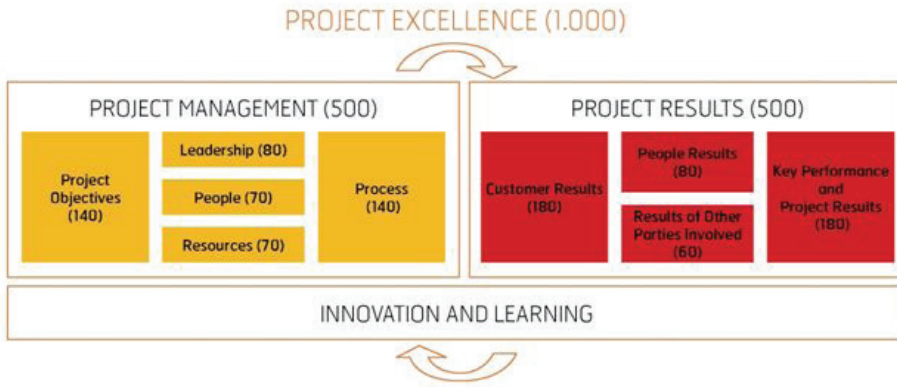 PROJECT EXCELLENCE (1.000)
PROJECT MANAGEMENT (500)
Project
Objectives
(140)
Leadership (80)
People (70)
Resources (70)
Process
(140)
PROJECT RESULTS (500)
Customer Results
(180)
People Results
(80)
Results of Other
Parties Involved
(60)
Key Performance
and
Project Results
(180)
INNOVATION AND LEARNING